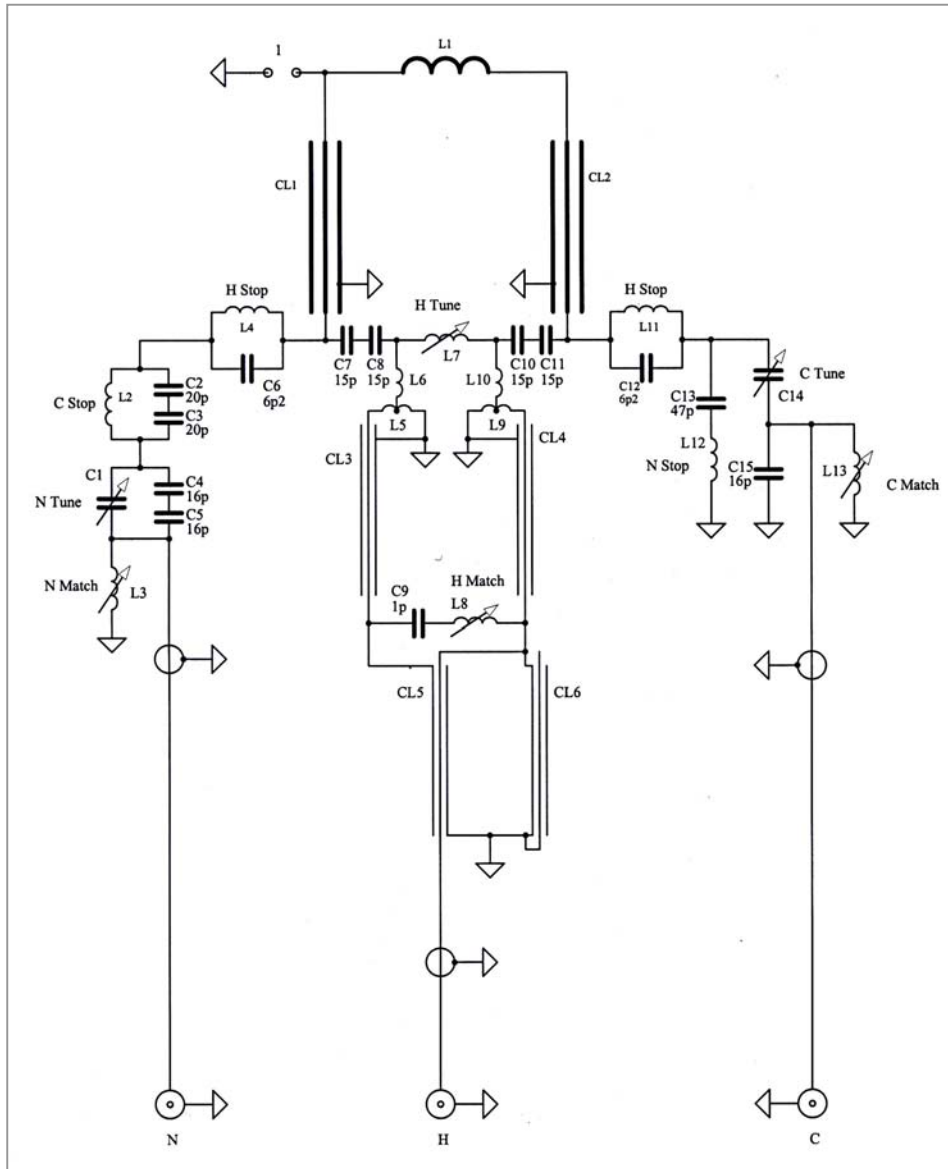 L1
1
CL1
CL2
H Stop
H Tune
H Stop
L4
L11
C6
6p2
C7
15p
C8
15p
L7
C10
15p
C11
15p
C12
6p2
L6
L10
C Stop
L2
C2
20p
C3
20p
C13
47p
C Tune
C14
L5
L9
CL3
CL4
L12
N Stop
C15
16p
L13
C Match
C1
N Tune
C4
16p
C5
16p
N Match
L3
C9
1p
H Match
L8
CL5
CL6
N
H
C